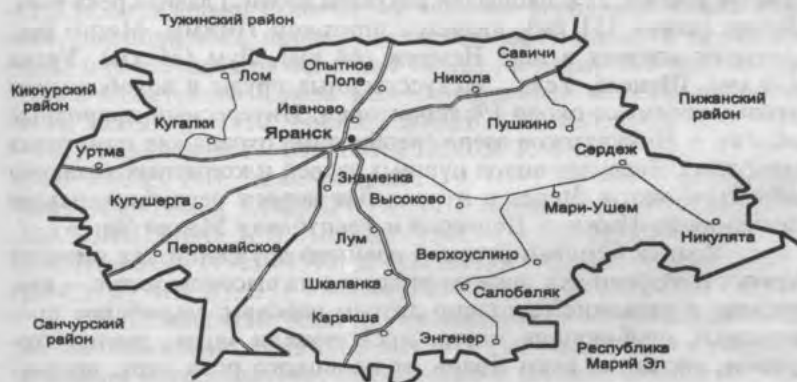 Тужинский район
Савичи
Лом
Опытное
Поле
Никола
Кикнурский
район
Пижанский
район
Иваново
Кугалки
Пушкино
Яранск
Сердеж
Уртма
Знаменка
Высоково
Мари-Ушем
Кугушерга
Никулята
Лум
Первомайское
Верхоуслино
Шкаланка
Салобеляк
Каракша
Санчурский
район
Энгенер
Республика
Марий Эл